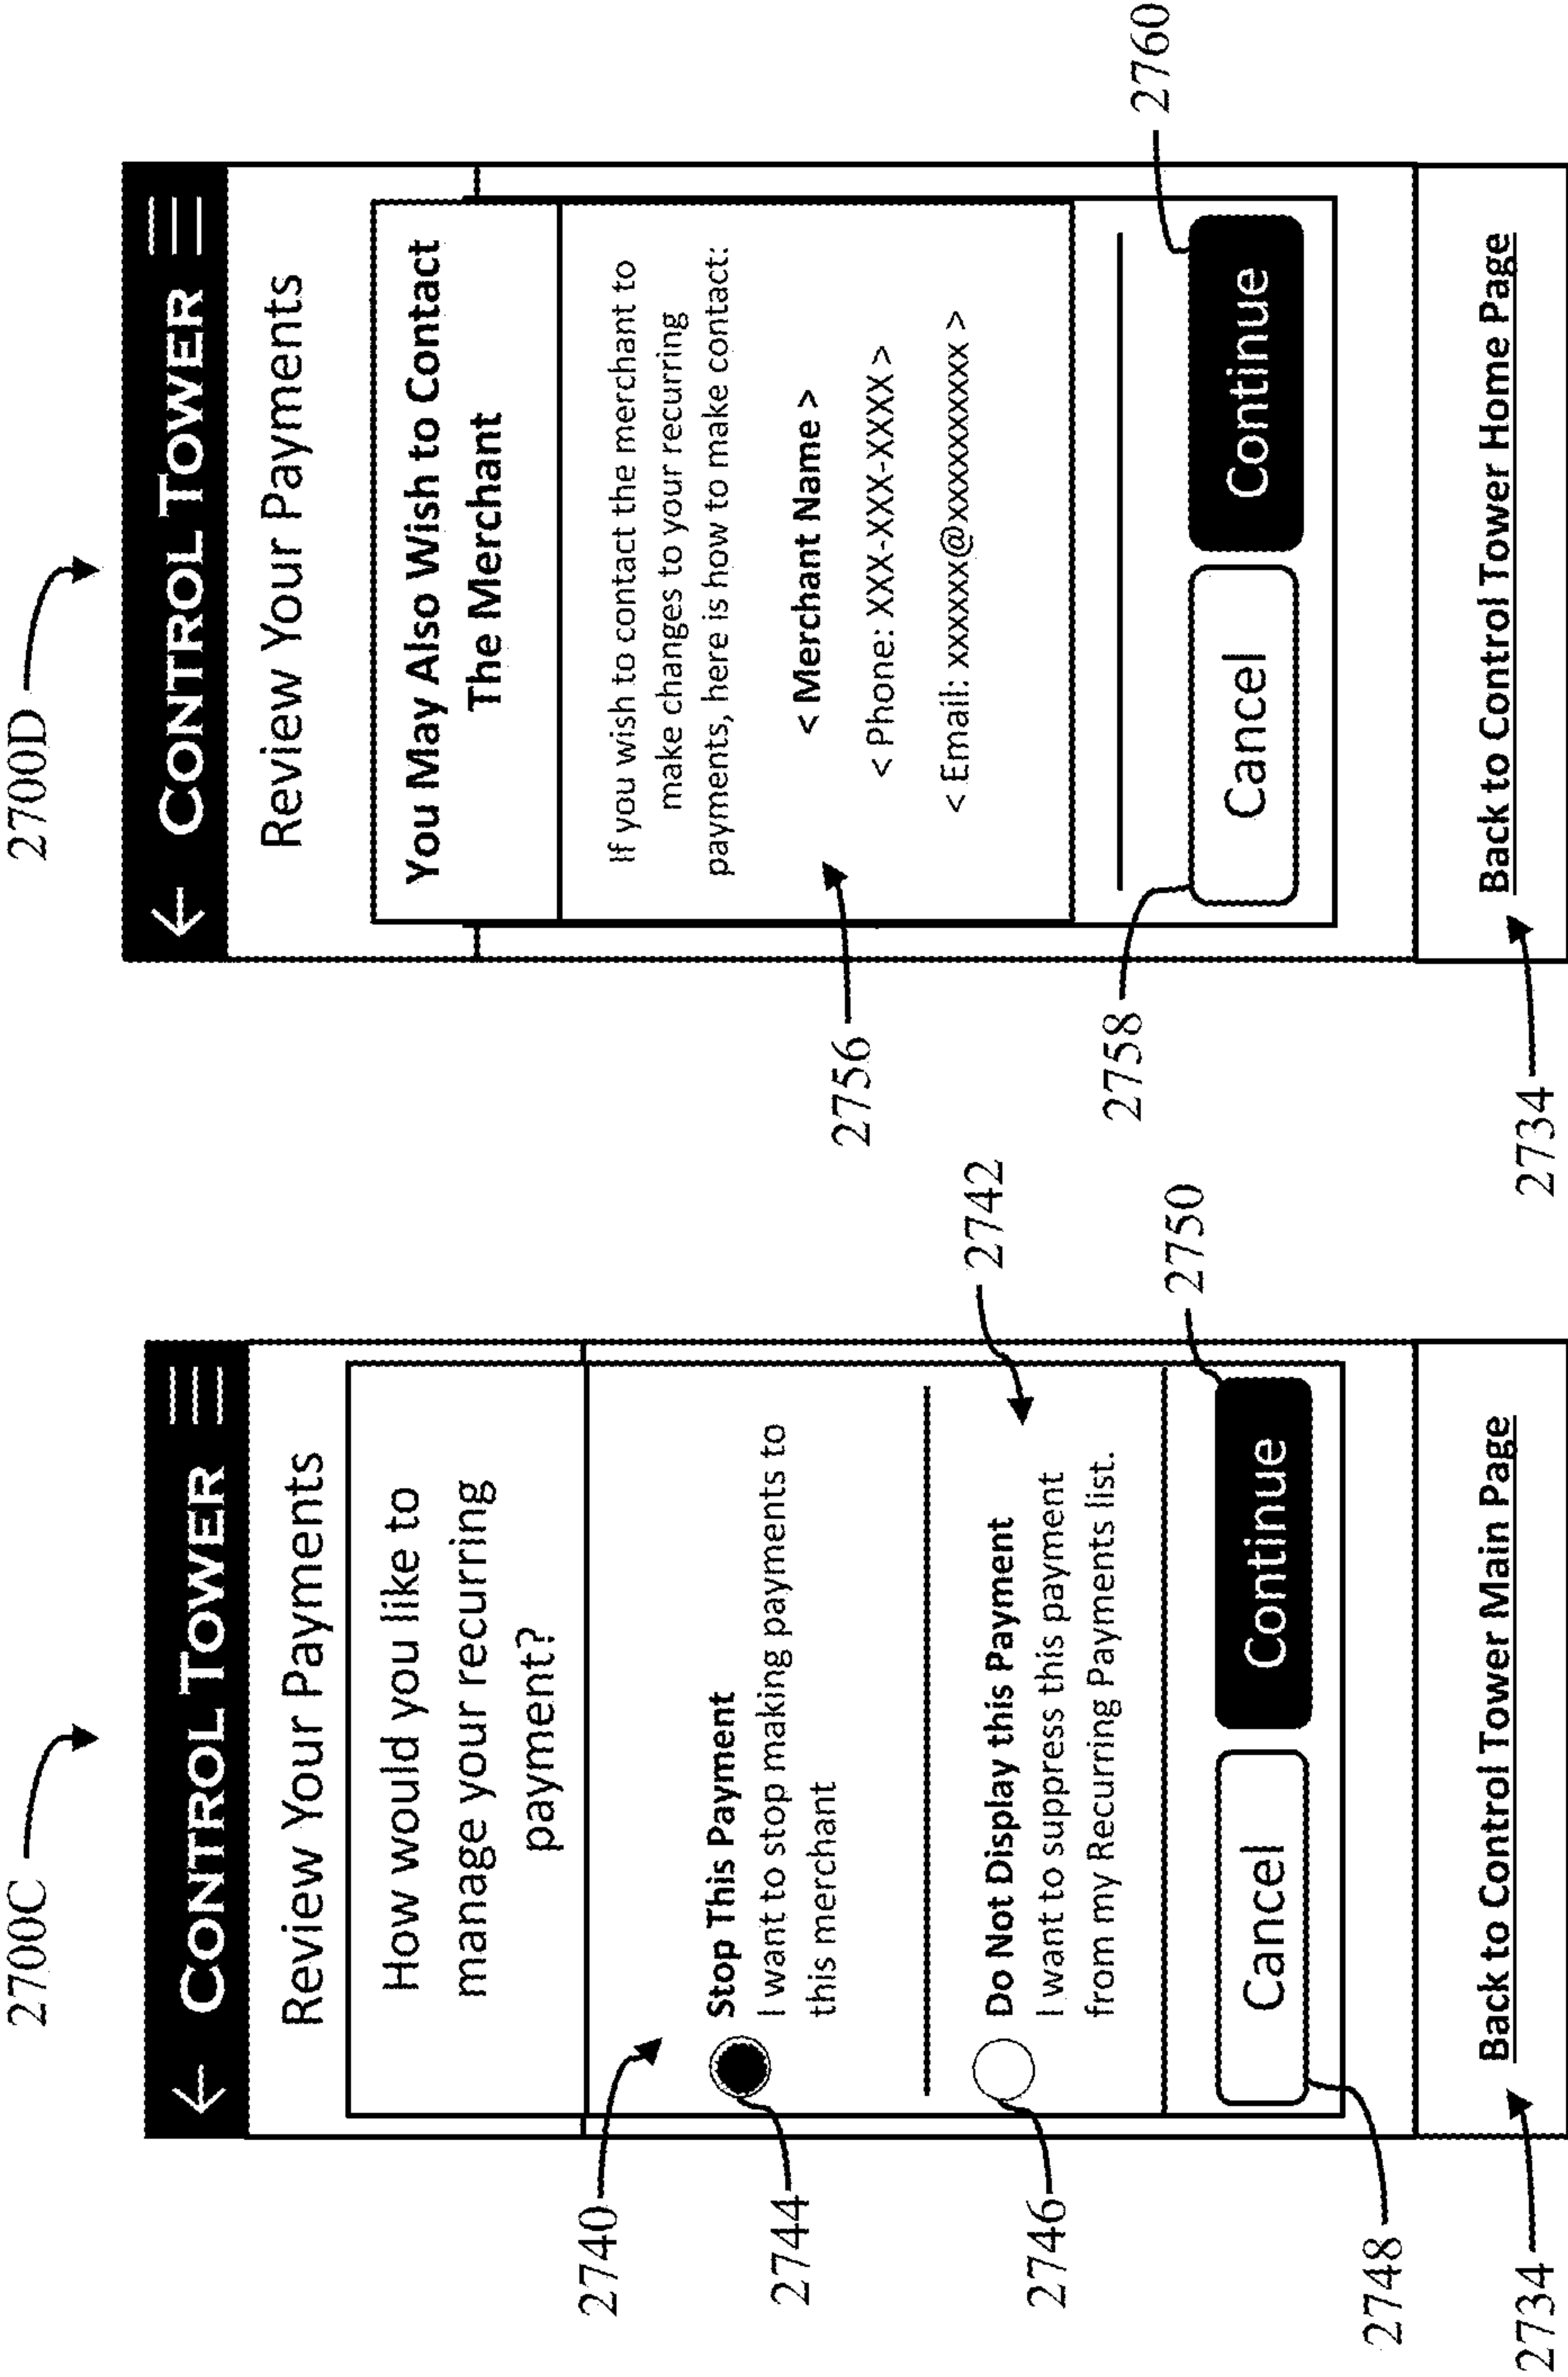 2700C
← CONTROL TOWER
Review Your Payments
How would you like to
manage your recurring
payment?
2740
2744
Stop This Payment
I want to stop making payments to
this merchant
2742
2746
Do Not Display this Payment
I want to suppress this payment
from my Recurring Payments list.
2750
Cancel
Continue
2748
Back to Control Tower Main Page
2734
2700D
← CONTROL TOWER
Review Your Payments
You May Also Wish to Contact
The Merchant
If you wish to contact the merchant to
make changes to your recurring
payments, here is how to make contact:
< Merchant Name >
2756
< Phone: XXX-XXX-XXXX >
< Email: xxxxxx@xxxxxxxxxx >
2758
2760
Cancel
Continue
Back to Control Tower Home Page
2734